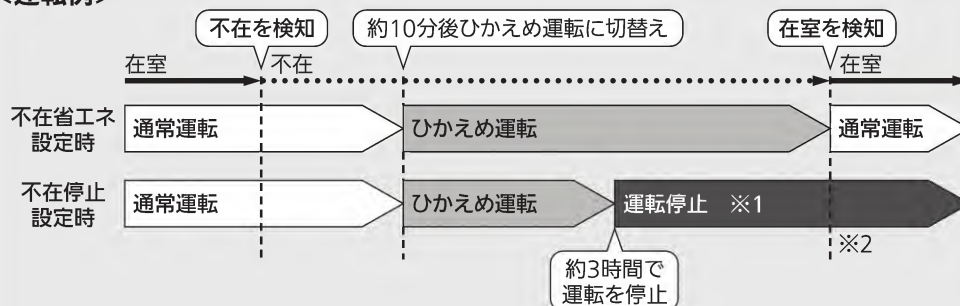 <運転例>
不在を検知
約10分後ひかえめ運転に切替え
在室を検知
在室
不在
在室
不在省エネ
設定時
通常運転
ひかえめ運転
通常運転
不在停止
設定時
通常運転
ひかえめ運転
運転停止 ※1
※2
約3時間で
運転を停止